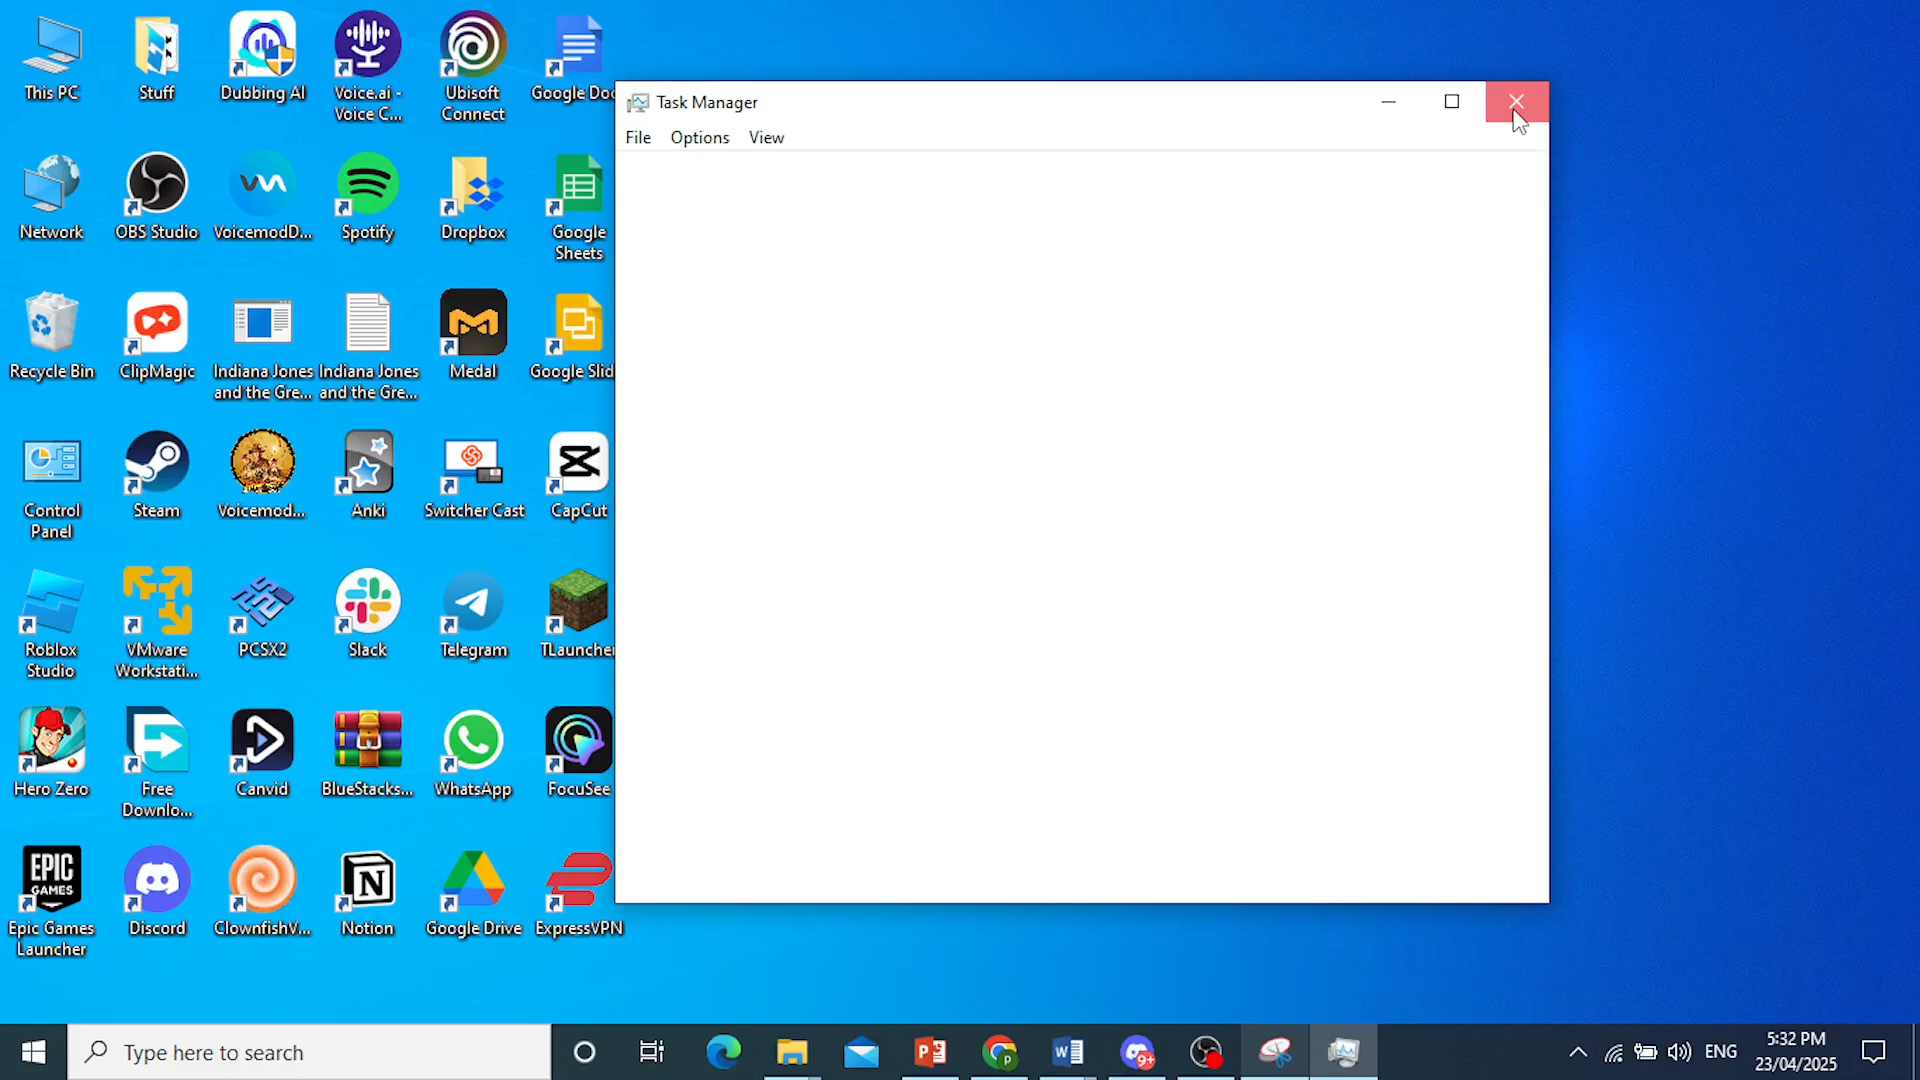 This PC
Stuff
Dubbing AI
Voice.ai -
Voice C...
Ubisoft
Connect
Google Doc
Network
OBS Studio
VoicemodD...
Spotify
Dropbox
Google
Sheets
Recycle Bin
ClipMagic
Indiana Jones
and the Gre...
Indiana Jones
and the Gre...
Medal
Google Slid
Control
Panel
Steam
Voicemod...
Anki
Switcher Cast
CapCut
Roblox
Studio
VMware
Workstati...
PCSX2
Slack
Telegram
TLauncher
Hero Zero
Free
Downlo...
Canvid
BlueStacks...
WhatsApp
FocuSee
EPIC
GAMES
Epic Games
Launcher
Discord
ClownfishV...
Notion
Google Drive
ExpressVPN
Task Manager
File Options View
Type here to search
9+
ENG
5:32 PM
23/04/2025